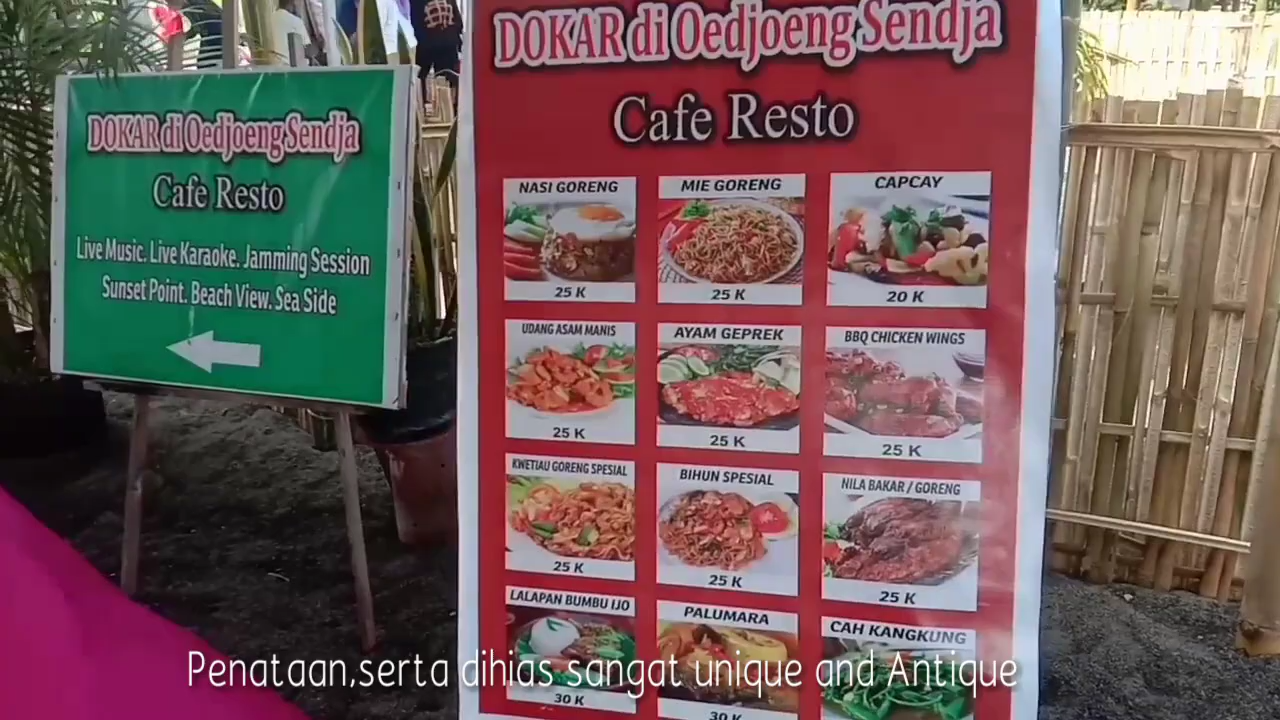 DOKAR di Oedjoeng Sendja
Cafe Resto
Live Music. Live Karaoke. Jamming Session
Sunset Point. Beach View. Sea Side
DOKAR di Oedjoeng Sendja
Cafe Resto
NASI GORENG
25 K
MIE GORENG
25 K
CAPCAY
20 K
UDANG ASAM MANIS
25 K
AYAM GEPREK
25 K
BBQ CHICKEN WINGS
25 K
KWETIAU GORENG SPESIAL
25 K
BIHUN SPESIAL
25 K
NILA BAKAR / GORENG
25 K
LALAPAN BUMBU IJO
30 K
PALUMARA
30 K
CAH KANGKUNG
Penataan,serta dihias sangat unique and Antique